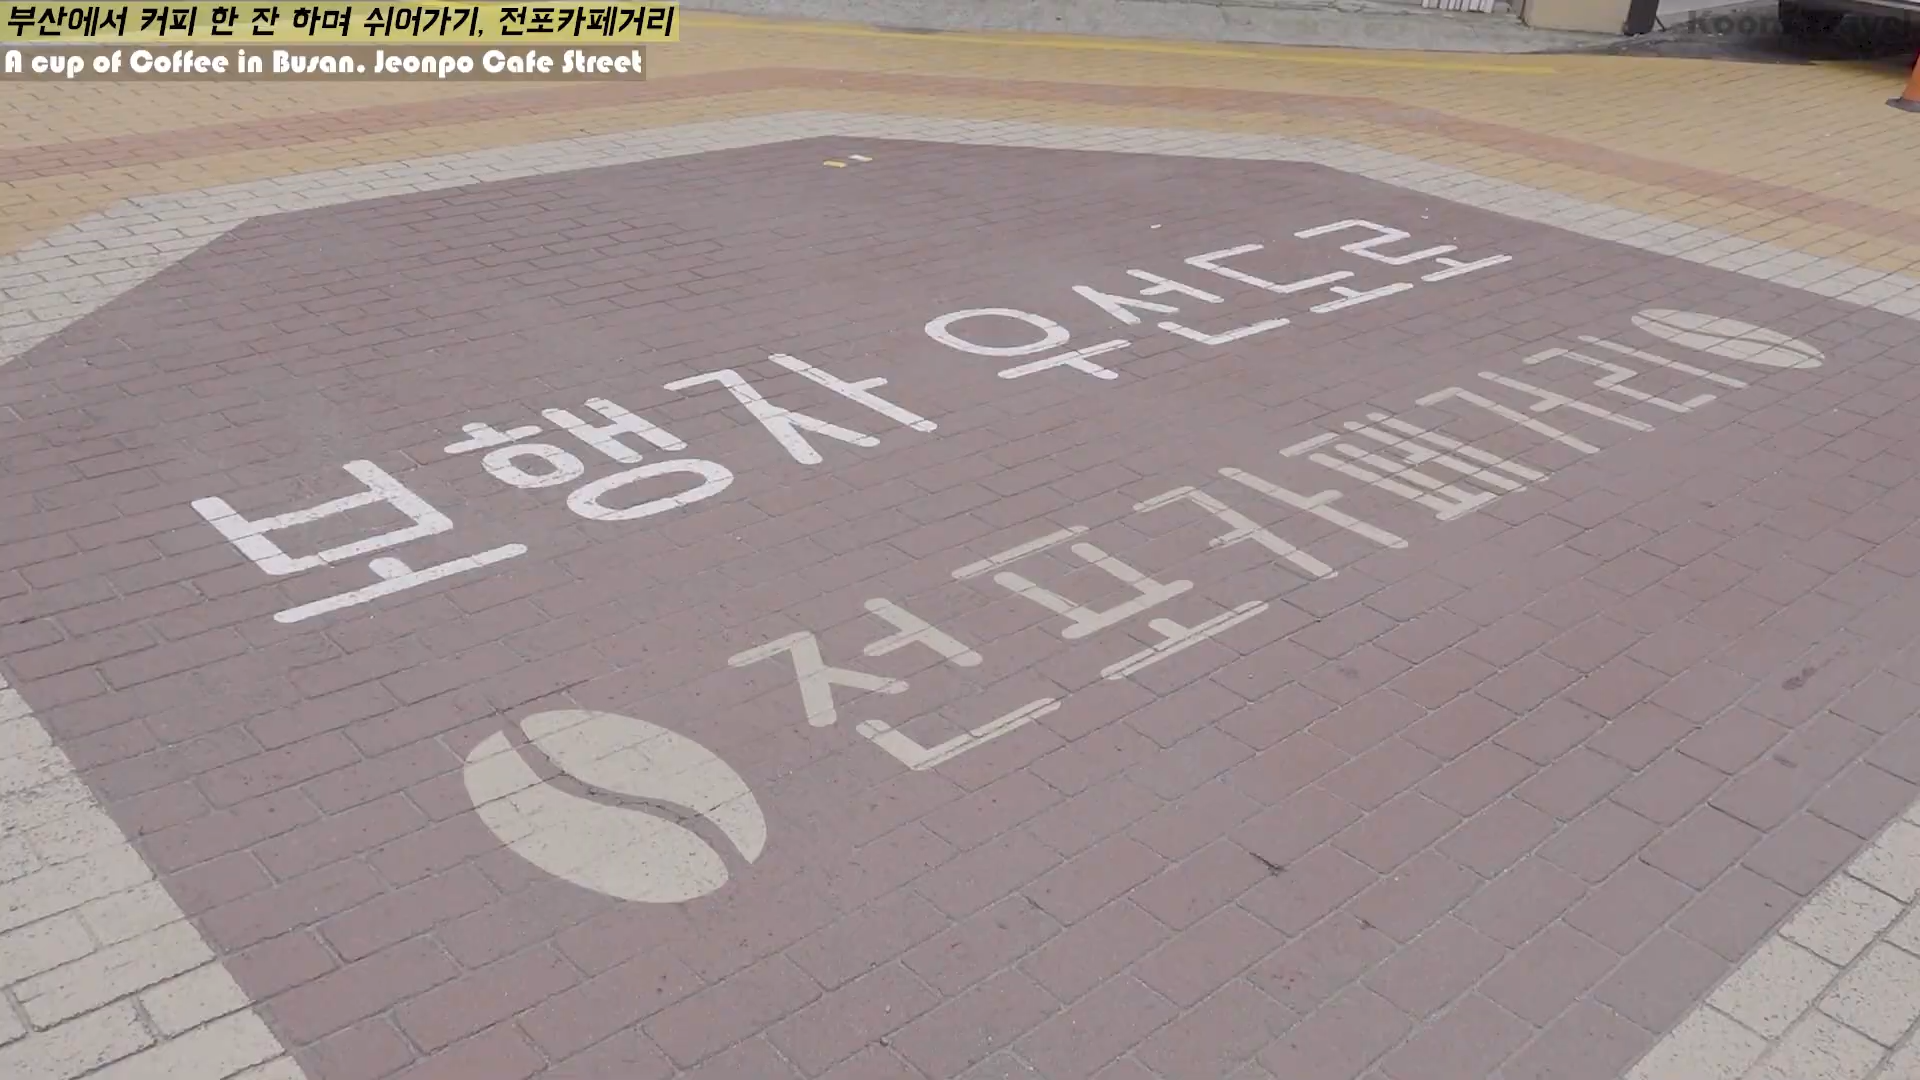 부산에서 커피 한 잔 하며 쉬어가기, 전포카페거리
A cup of Coffee in Busan. Jeonpo Cafe Street
보행자 우선도로
전포카페거리